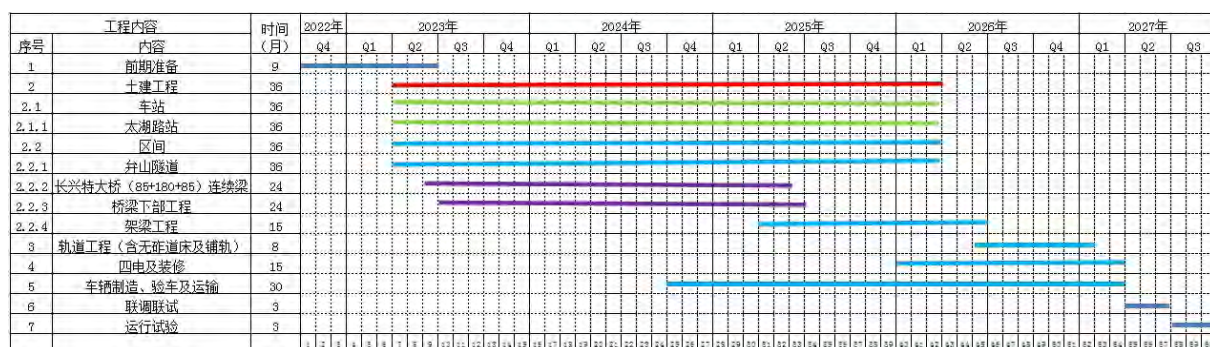 工程内容 时间 2022年 2023年 2024年 2025年 2026年 2027年
序号 内容 （月） Q4 Q1 Q2 Q3 Q4 Q1 Q2 Q3 Q4 Q1 Q2 Q3 Q4 Q1 Q2 Q3 Q4 Q1 Q2 Q3
1 前期准备 9
2 土建工程 36
2.1 车站 36
2.1.1 太湖路站 36
2.2 区间 36
2.2.1 弁山隧道 36
2.2.2 长兴特大桥（85+180+85）连续梁 24
2.2.3 桥梁下部工程 24
2.2.4 架梁工程 15
3 轨道工程（含无砟道床及铺轨） 8
4 四电及装修 15
5 车辆制造、验车及运输 30
6 联调联试 3
7 运行试验 3